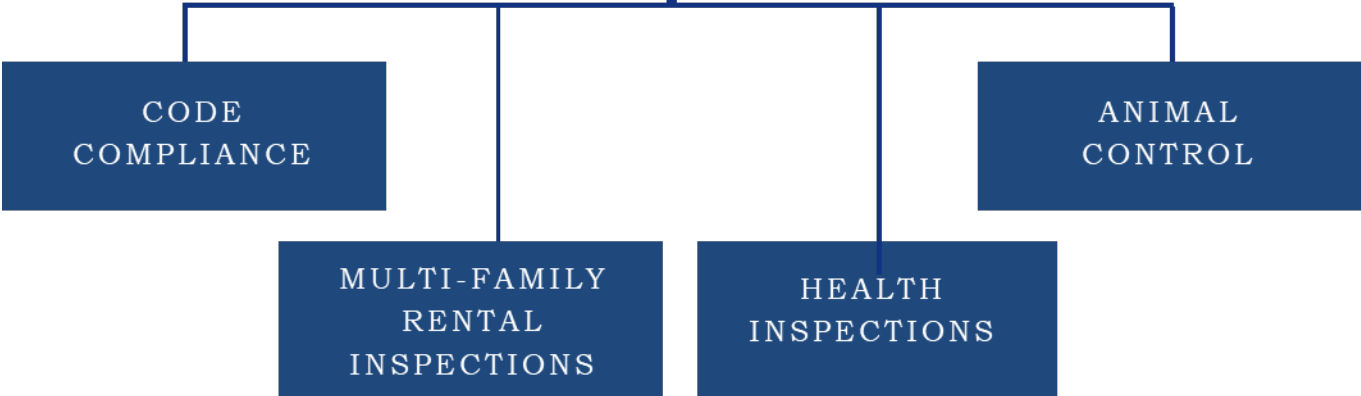 CODE
COMPLIANCE
ANIMAL
CONTROL
MULTI-FAMILY
RENTAL
INSPECTIONS
HEALTH
INSPECTIONS